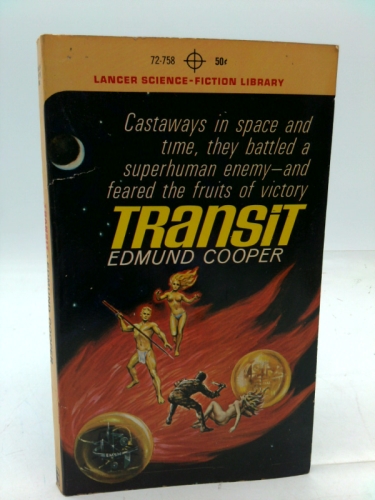 72-758 50¢
LANCER SCIENCE-FICTION LIBRARY
Castaways in space and
time, they battled a
superhuman enemy—and
feared the fruits of victory
TRANSiT
EDMUND COOPER